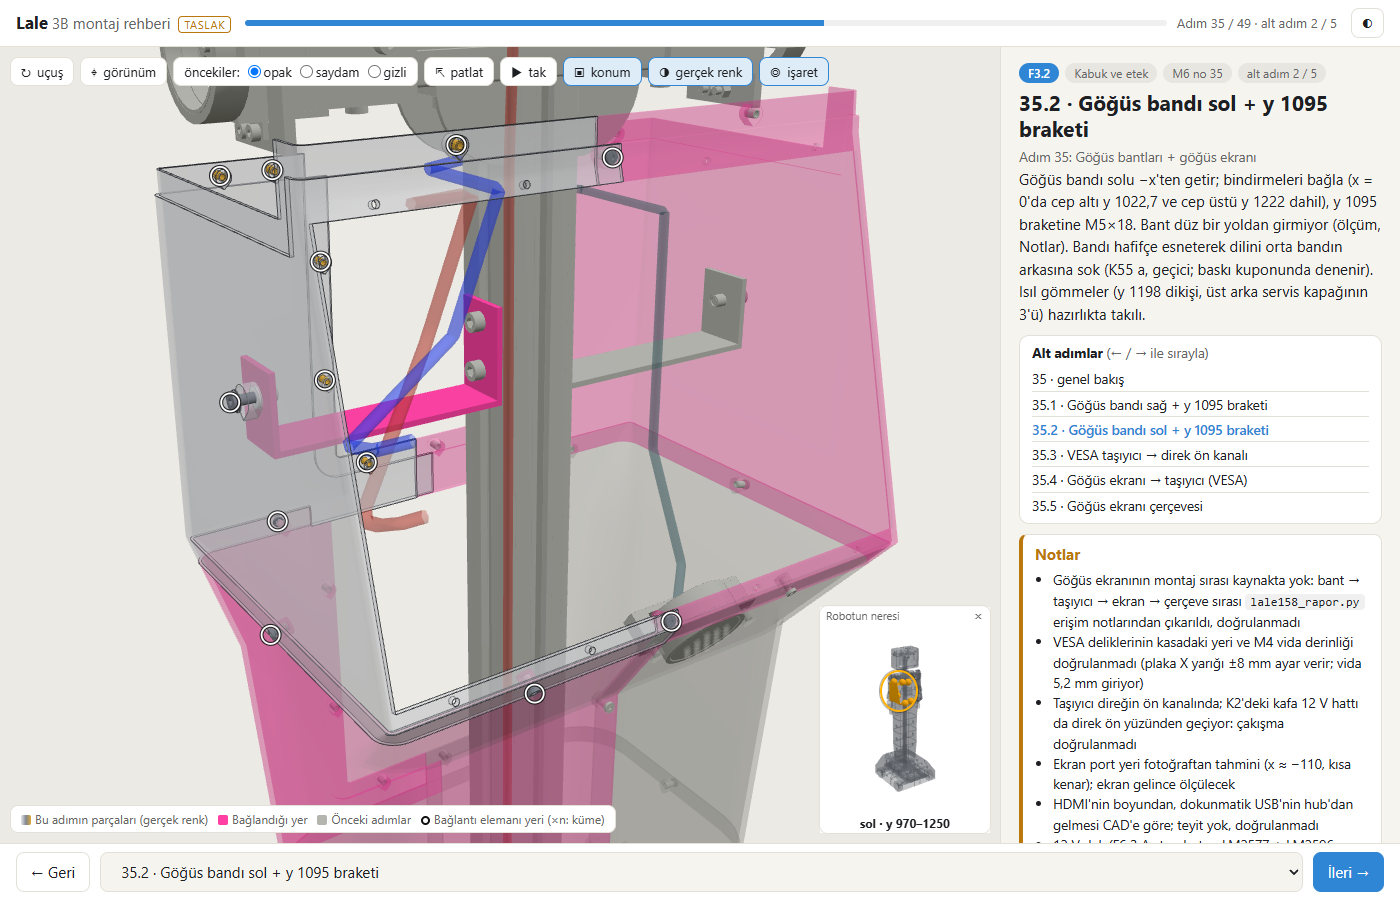 Lale 3B montaj rehberi TASLAK
Adım 35 / 49 · alt adım 2 / 5
↻ uçuş
⌖ görünüm
öncekiler: opak saydam gizli
⇱ patlat
▶ tak
▣ konum
◑ gerçek renk
◎ işaret
F3.2
Kabuk ve etek
M6 no 35
alt adım 2 / 5
35.2 · Göğüs bandı sol + y 1095
braketi
Adım 35: Göğüs bantları + göğüs ekranı
Göğüs bandı solu −x'ten getir; bindirmeleri bağla (x =
0'da cep altı y 1022,7 ve cep üstü y 1222 dahil), y 1095
braketine M5×18. Bant düz bir yoldan girmiyor (ölçüm,
Notlar). Bandı hafifçe esneterek dilini orta bandın
arkasına sok (K55 a, geçici; baskı kuponunda denenir).
Isıl gömmeler (y 1198 dikişi, üst arka servis kapağının
3'ü) hazırlıkta takılı.
Alt adımlar (← / → ile sırayla)
35 · genel bakış
35.1 · Göğüs bandı sağ + y 1095 braketi
35.2 · Göğüs bandı sol + y 1095 braketi
35.3 · VESA taşıyıcı → direk ön kanalı
35.4 · Göğüs ekranı → taşıyıcı (VESA)
35.5 · Göğüs ekranı çerçevesi
Notlar
• Göğüs ekranının montaj sırası kaynakta yok: bant →
taşıyıcı → ekran → çerçeve sırası lale158_rapor.py
erişim notlarından çıkarıldı, doğrulanmadı
• VESA deliklerinin kasadaki yeri ve M4 vida derinliği
doğrulanmadı (plaka X yarığı ±8 mm ayar verir; vida
5,2 mm giriyor)
• Taşıyıcı direğin ön kanalında; K2'deki kafa 12 V hattı
da direk ön yüzünden geçiyor: çakışma
doğrulanmadı
• Ekran port yeri fotoğraftan tahmini (x ≈ −110, kısa
kenar); ekran gelince ölçülecek
• HDMI'nin boyundan, dokunmatik USB'nin hub'dan
gelmesi CAD'e göre; teyit yok, doğrulanmadı
Robotun neresi ×
sol · y 970–1250
Bu adımın parçaları (gerçek renk) Bağlandığı yer Önceki adımlar Bağlantı elemanı yeri (×n: küme)
← Geri
35.2 · Göğüs bandı sol + y 1095 braketi
İleri →